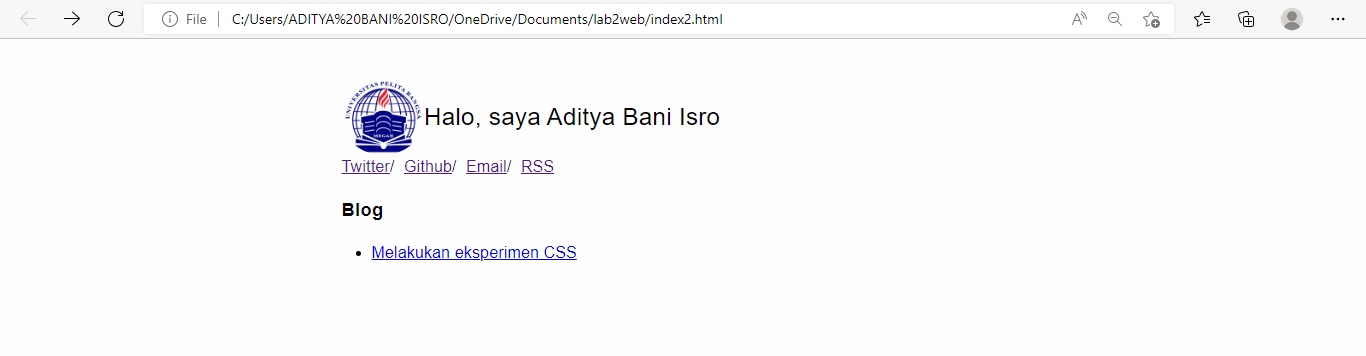 File C:/Users/ADITYA%20BANI%20ISRO/OneDrive/Documents/lab2web/index2.html
UNIVERSITAS PELITA BANGSA
Halo, saya Aditya Bani Isro
Twitter/ Github/ Email/ RSS
Blog
• Melakukan eksperimen CSS